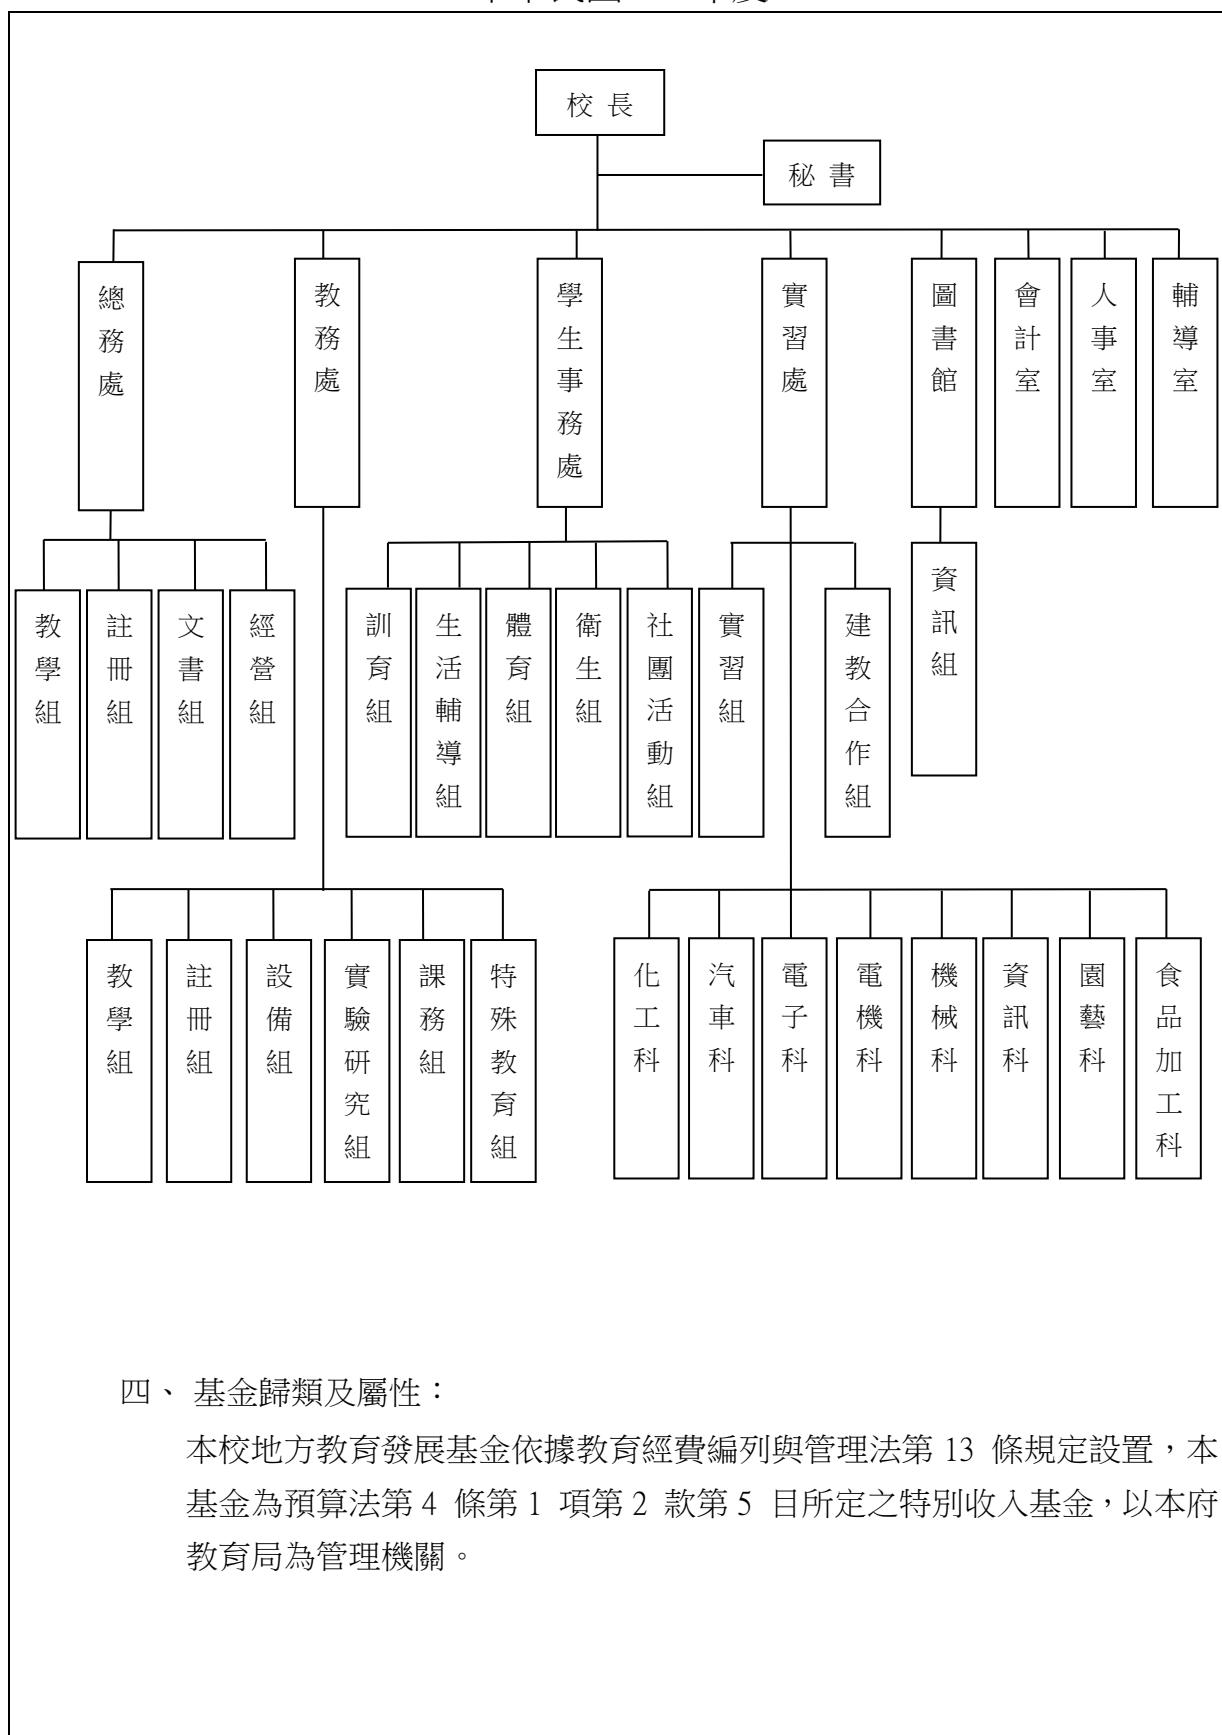 校 長
秘 書
總務處
教務處
學生事務處
實習處
圖書館
會計室
人事室
輔導室
教學組
註冊組
文書組
經營組
訓育組
生活輔導組
體育組
衛生組
社團活動組
實習組
建教合作組
資訊組
教學組
註冊組
設備組
實驗研究組
課務組
特殊教育組
化工科
汽車科
電子科
電機科
機械科
資訊科
園藝科
食品加工科
四、 基金歸類及屬性：
本校地方教育發展基金依據教育經費編列與管理法第 13 條規定設置，本
基金為預算法第 4 條第 1 項第 2 款第 5 目所定之特別收入基金，以本府
教育局為管理機關。